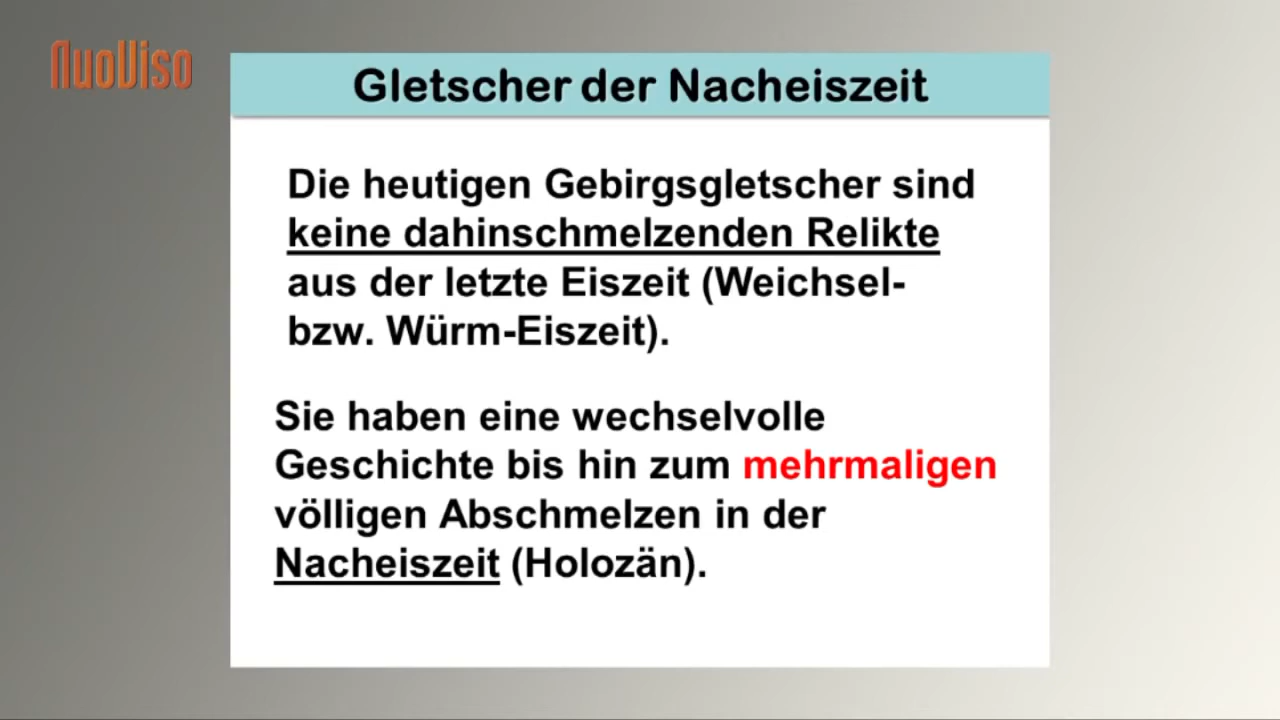 NuoViso
Gletscher der Nacheiszeit
Die heutigen Gebirgsgletscher sind
keine dahinschmelzenden Relikte
aus der letzte Eiszeit (Weichsel-
bzw. Würm-Eiszeit).
Sie haben eine wechselvolle
Geschichte bis hin zum mehrmaligen
völligen Abschmelzen in der
Nacheiszeit (Holozän).